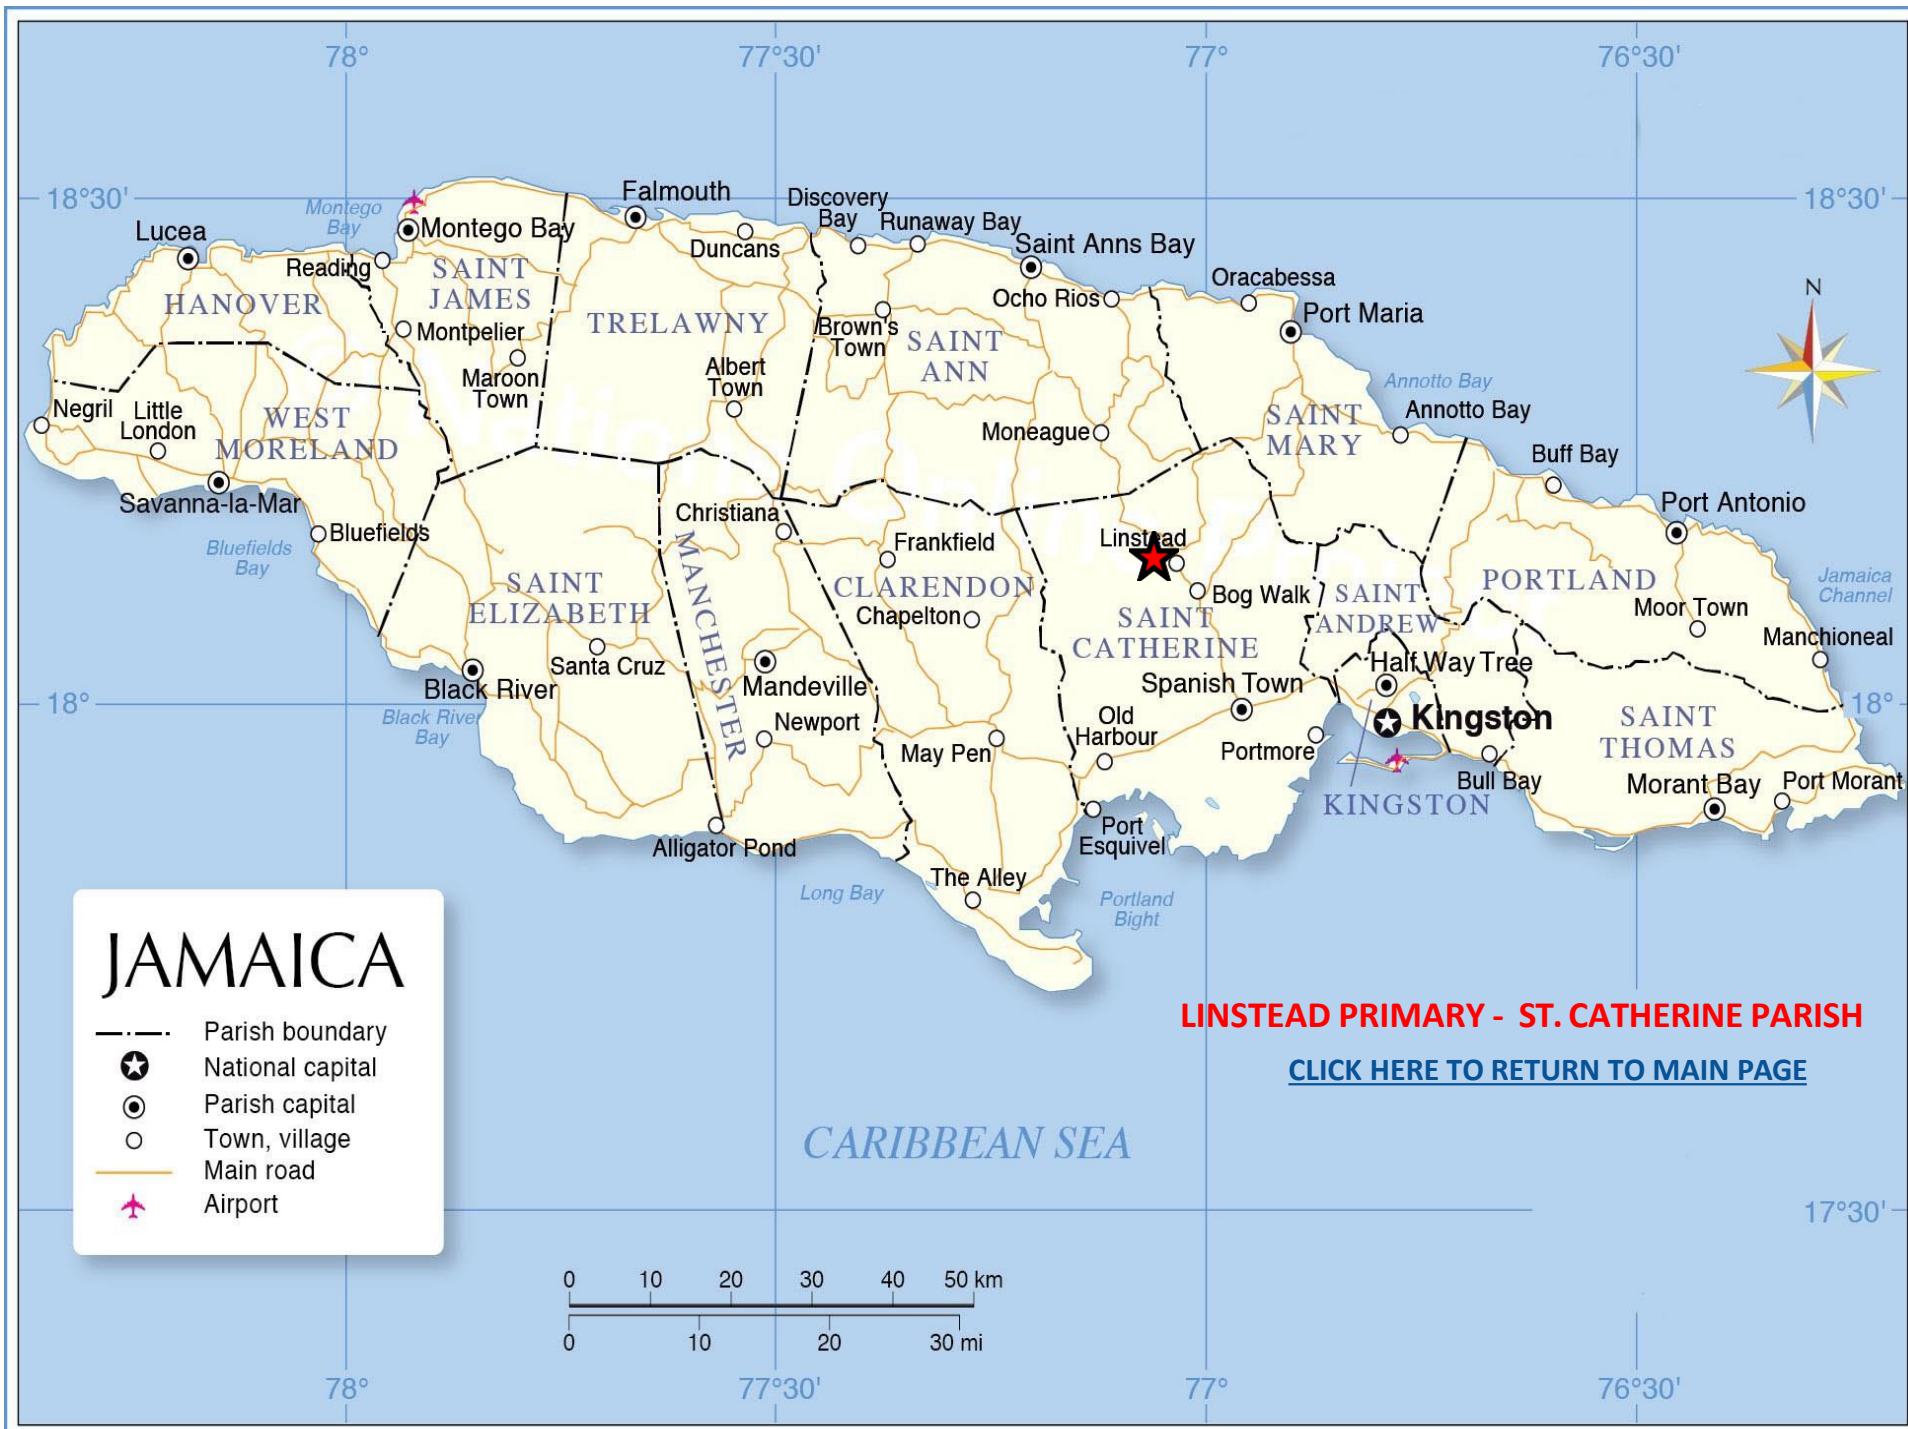 78°
77°30'
77°
76°30'
18°30'
18°30'
Montego
Bay
Lucea
Montego Bay
Reading
Falmouth
Duncans
Discovery
Bay
Runaway Bay
Saint Anns Bay
Ocho Rios
Oracabessa
Port Maria
N
HANOVER
SAINT
JAMES
Montpelier
Maroon
Town
TRELAWNY
Albert
Town
Brown's
Town
SAINT
ANN
Moneague
SAINT
MARY
Annotto Bay
Annotto Bay
Buff Bay
Port Antonio
Negril
Little
London
WEST
MORELAND
Savanna-la-Mar
Bluefields
Bluefields
Bay
Christiana
Frankfield
Linstead
Bog Walk
SAINT
ELIZABETH
MANCHESTER
CLARENDON
Chapelton
SAINT
CATHERINE
SAINT
ANDREW
PORTLAND
Moor Town
Jamaica
Channel
Manchioneal
Santa Cruz
Black River
Black River
Bay
Mandeville
Newport
May Pen
Spanish Town
Old
Harbour
Portmore
Half Way Tree
Kingston
KINGSTON
Bull Bay
SAINT
THOMAS
Morant Bay
Port Morant
18°
18°
Alligator Pond
Long Bay
The Alley
Port
Esquivel
Portland
Bight
JAMAICA
Parish boundary
National capital
Parish capital
Town, village
Main road
Airport
LINSTEAD PRIMARY - ST. CATHERINE PARISH
CLICK HERE TO RETURN TO MAIN PAGE
CARIBBEAN SEA
17°30'
0 10 20 30 40 50 km
0 10 20 30 mi
78°
77°30'
77°
76°30'